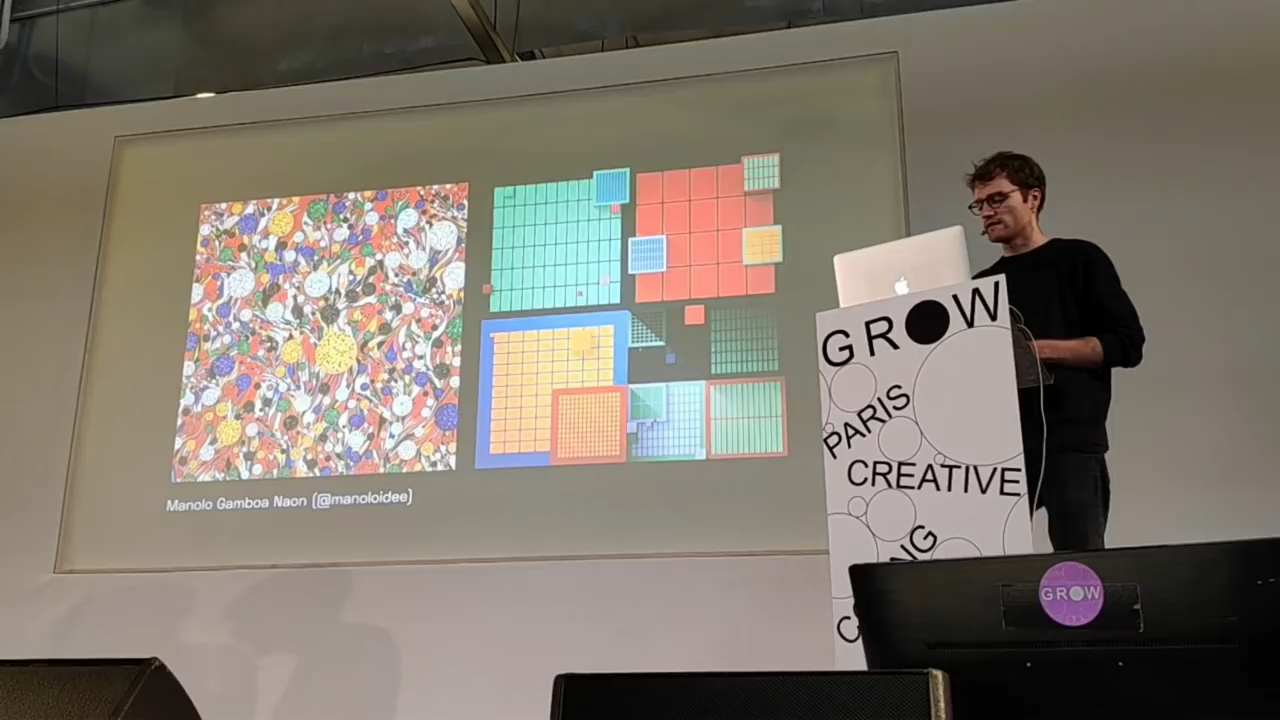 Manolo Gamboa Naon (@manoloidee)
GROW
PARIS
CREATIVE
GROW